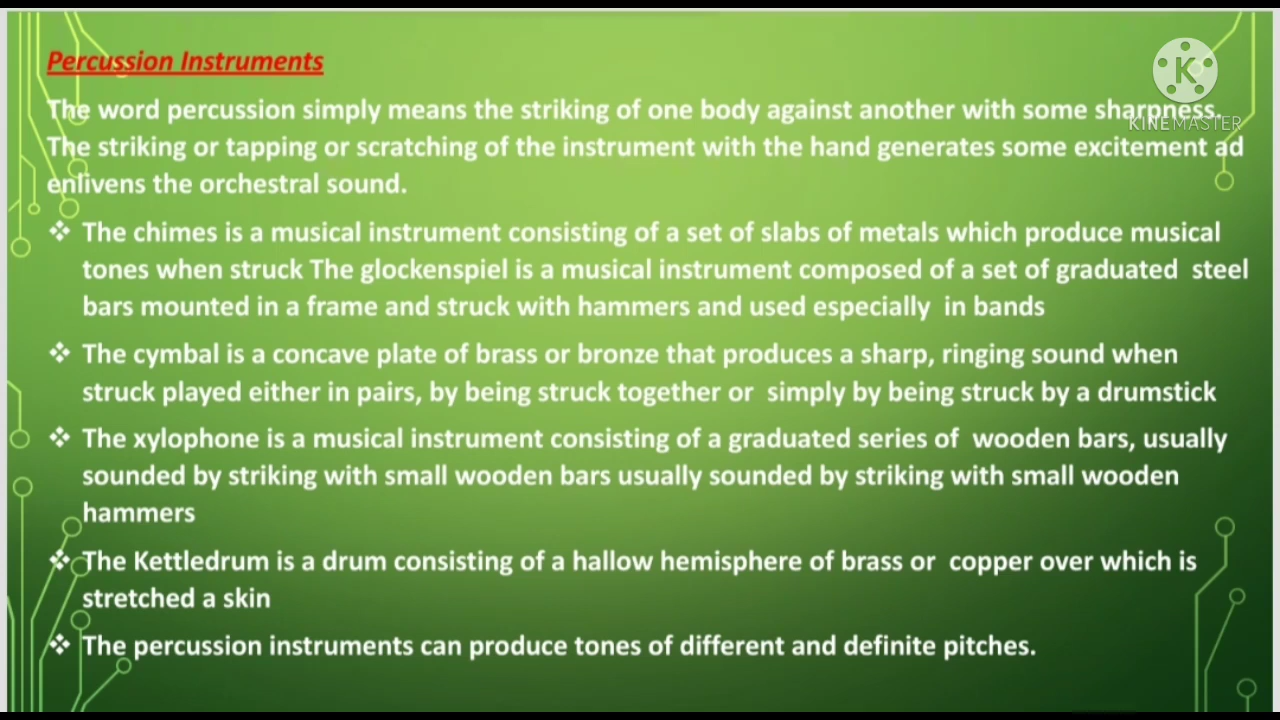 Percussion Instruments
K
KINEMASTER
The word percussion simply means the striking of one body against another with some sharpness.
The striking or tapping or scratching of the instrument with the hand generates some excitement ad
enlivens the orchestral sound.
❖ The chimes is a musical instrument consisting of a set of slabs of metals which produce musical
tones when struck The glockenspiel is a musical instrument composed of a set of graduated steel
bars mounted in a frame and struck with hammers and used especially in bands
❖ The cymbal is a concave plate of brass or bronze that produces a sharp, ringing sound when
struck played either in pairs, by being struck together or simply by being struck by a drumstick
❖ The xylophone is a musical instrument consisting of a graduated series of wooden bars, usually
sounded by striking with small wooden bars usually sounded by striking with small wooden
hammers
❖ The Kettledrum is a drum consisting of a hallow hemisphere of brass or copper over which is
stretched a skin
❖ The percussion instruments can produce tones of different and definite pitches.